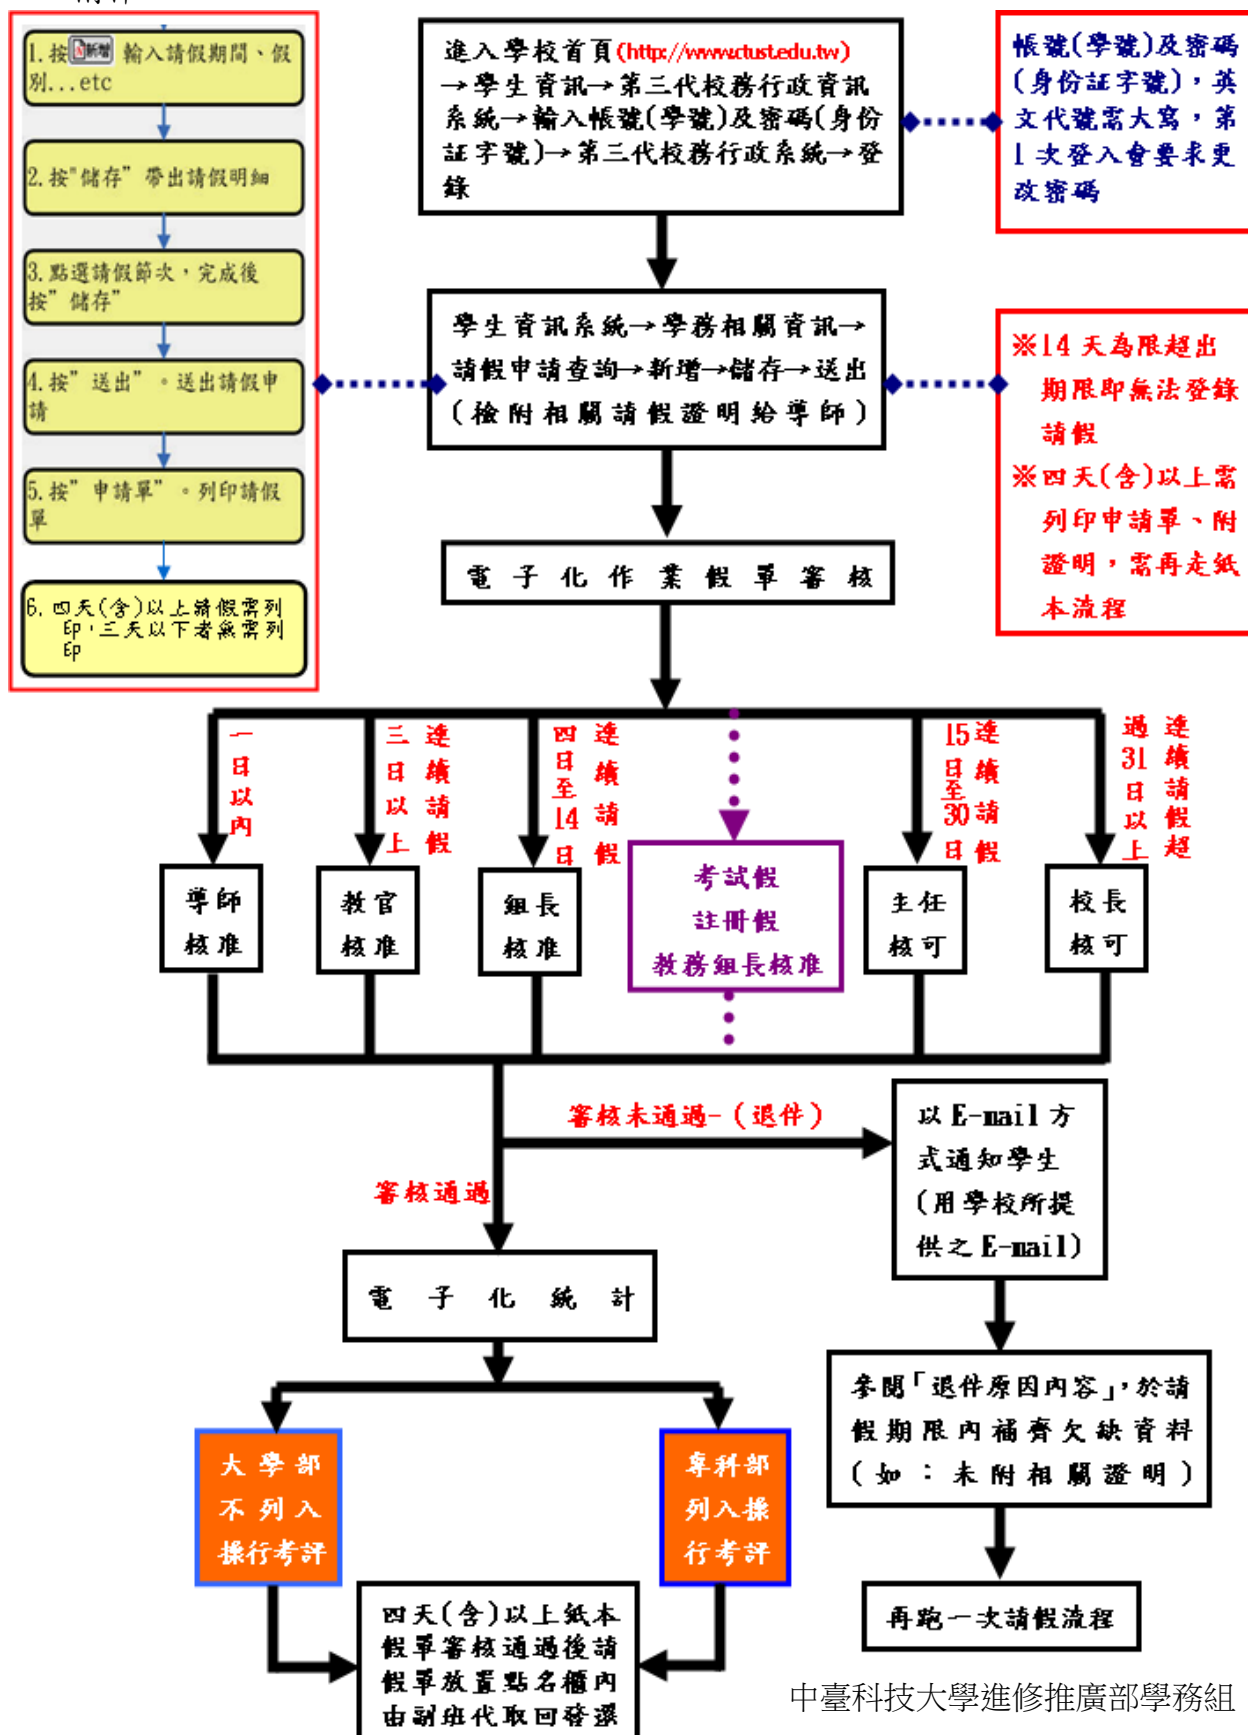 1.按 新增 輸入請假期間、假
別...etc
2.按"儲存” 帶出請假明細
3.點選請假節次，完成後
按” 儲存”
4.按” 送出” 。送出請假申
請
5.按” 申請單” 。列印請假
單
6. 四天(含)以上請假需列
印，三天以下者無需列
印
進入學校首頁(http://www.ctust.edu.tw)
→學生資訊→第三代校務行政資訊
系統→輸入帳號(學號)及密碼(身份
証字號)→第三代校務行政系統→登
錄
帳號(學號)及密碼
(身份証字號)，英
文代號需大寫，第
1 次登入會要求更
改密碼
學生資訊系統→學務相關資訊→
請假申請查詢→新增→儲存→送出
(檢附相關請假證明給導師)
※14 天為限超出
期限即無法登錄
請假
※四天(含)以上需
列印申請單、附
證明，需再走紙
本流程
電子化作業假單審核
一日以內
連續請假
三日以上
連續請假
四日至14日
連續請假
15日至30日
連續請假超
過31日以上
導師
核准
教官
核准
組長
核准
考試假
註冊假
教務組長核准
主任
核可
校長
核可
審核未通過-(退件)
審核通過
以 E-mail 方
式通知學生
(用學校所提
供之 E-mail)
電子化統計
參閱「退件原因內容」，於請
假期限內補齊欠缺資料
(如：未附相關證明)
大學部
不列入
操行考評
專科部
列入操
行考評
再跑一次請假流程
四天(含)以上紙本
假單審核通過後請
假單放置點名櫃內
由副班代取回發還
中臺科技大學進修推廣部學務組